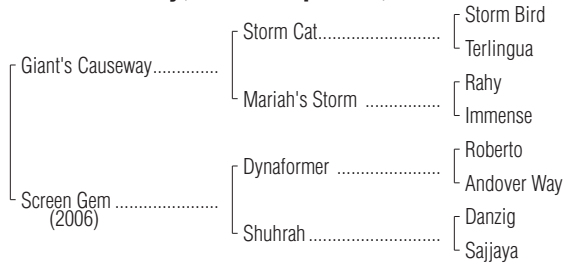 Storm Bird
Storm Cat..............................
Terlingua
Giant's Causeway..............
Rahy
Mariah's Storm ..................
Immense
Roberto
Dynaformer .........................
Andover Way
Screen Gem .........................
(2006)
Danzig
Shuhrah................................
Sajjaya